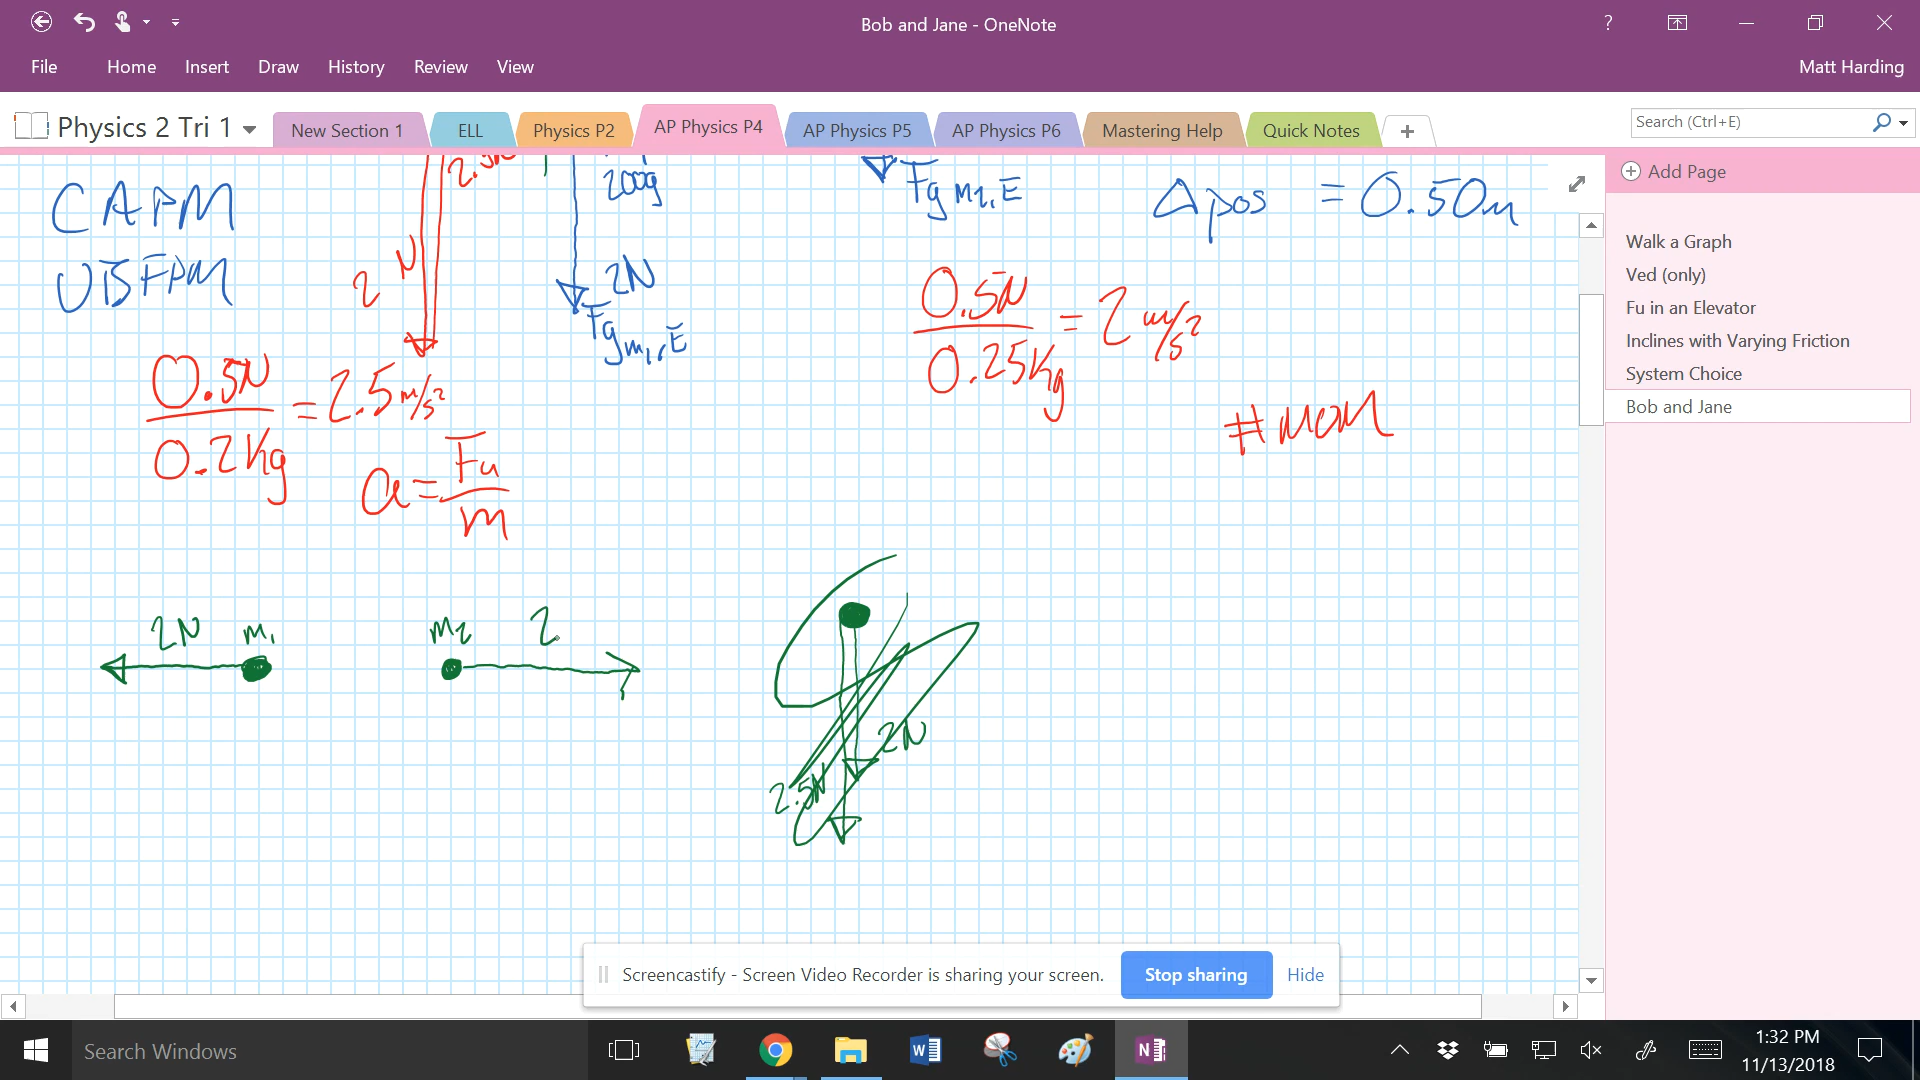 Bob and Jane - OneNote
?
File Home Insert Draw History Review View
Matt Harding
Physics 2 Tri 1
New Section 1
ELL
Physics P2
AP Physics P4
AP Physics P5
AP Physics P6
Mastering Help
Quick Notes
+
Search (Ctrl+E)
Add Page
Walk a Graph
Ved (only)
Fu in an Elevator
Inclines with Varying Friction
System Choice
Bob and Jane
CAPM
UBFPM
2.5N
2 N
200g
2N
Fg m1,E
Fg M2,E
Δpos = 0.50m
0.5N
0.2kg
= 2.5 m/s²
a = Fu
m
0.5N
0.25kg
= 2 m/s²
#MOM
2N m1
m2 2
2N
2.5N
Screencastify - Screen Video Recorder is sharing your screen.
Stop sharing
Hide
Search Windows
1:32 PM
11/13/2018